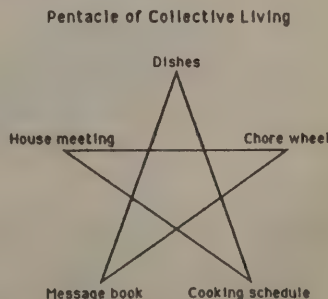 Pentacle of Collective Living
Dishes
House meeting
Chore wheel
Message book
Cooking schedule